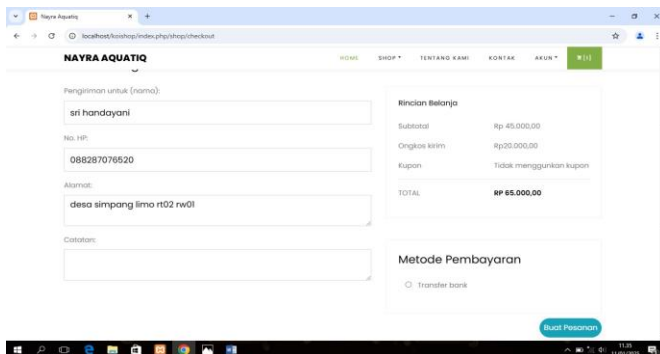 Nayra Aquatiq
localhost/koishop/index.php/shop/checkout
NAYRA AQUATIQ
HOME SHOP TENTANG KAMI KONTAK AKUN [1]
Pengiriman untuk (nama):
sri handayani
No. HP:
088287076520
Alamat:
desa simpang limo rt02 rw01
Catatan:
Rincian Belanja
Subtotal Rp 45.000,00
Ongkos kirim Rp20.000,00
Kupon Tidak menggunkan kupon
TOTAL RP 65.000,00
Metode Pembayaran
Transfer bank
Buat Pesanan
11.35